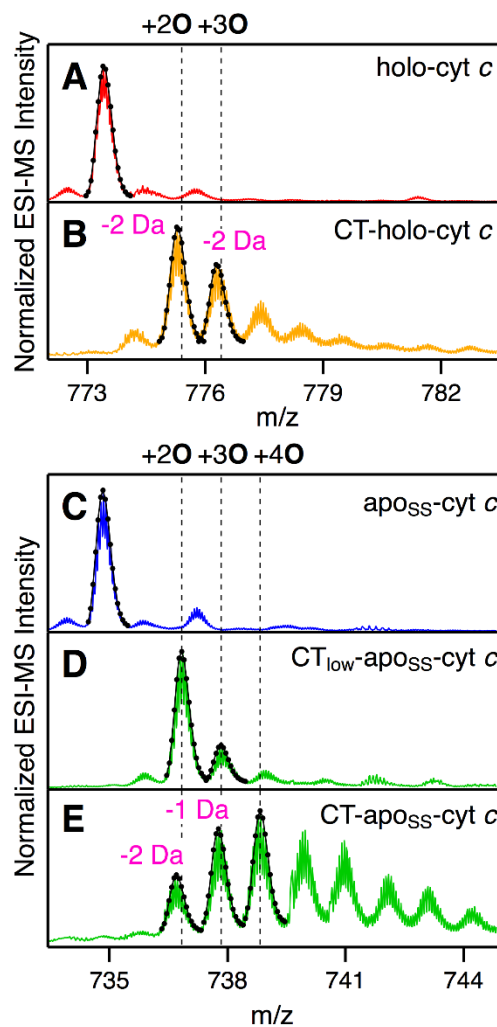 +2O +3O
A holo-cyt c
-2 Da -2 Da
B CT-holo-cyt c
Normalized ESI-MS Intensity
773 776 779 782
m/z
+2O +3O +4O
C apoSS-cyt c
D CTlow-apoSS-cyt c
-1 Da
E CT-apoSS-cyt c
-2 Da
Normalized ESI-MS Intensity
735 738 741 744
m/z